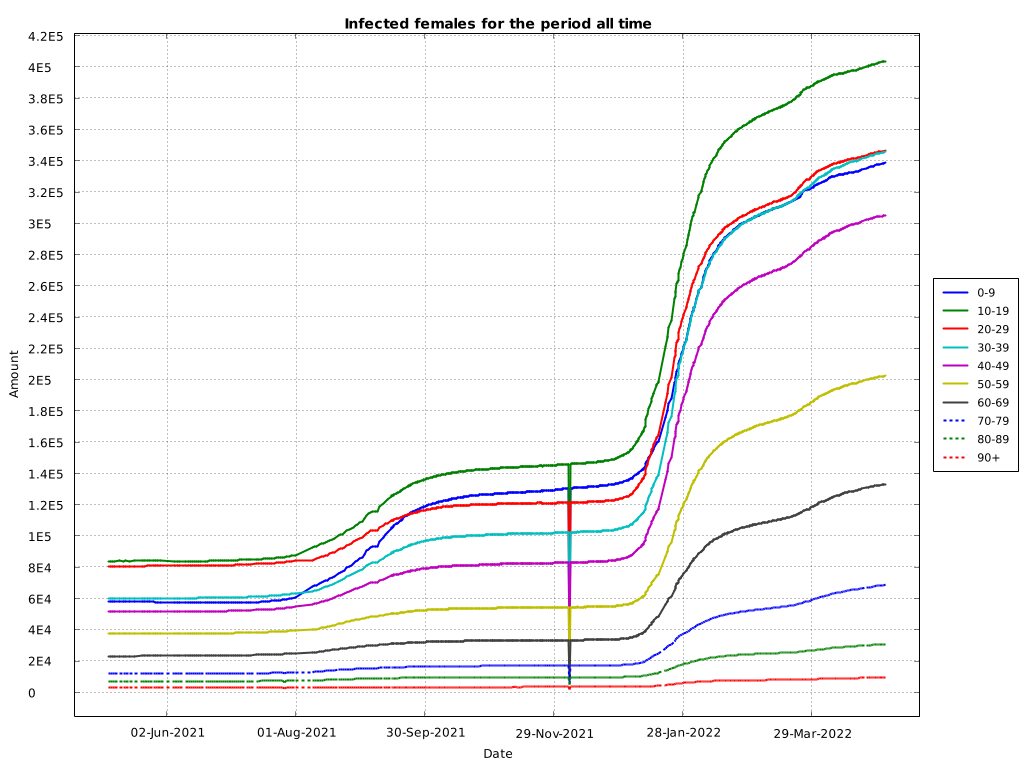 Infected females for the period all time
4.2E5
4E5
3.8E5
3.6E5
3.4E5
3.2E5
3E5
2.8E5
2.6E5
2.4E5
2.2E5
2E5
1.8E5
1.6E5
1.4E5
1.2E5
1E5
8E4
6E4
4E4
2E4
0
Amount
02-Jun-2021
01-Aug-2021
30-Sep-2021
29-Nov-2021
28-Jan-2022
29-Mar-2022
Date
0-9
10-19
20-29
30-39
40-49
50-59
60-69
70-79
80-89
90+